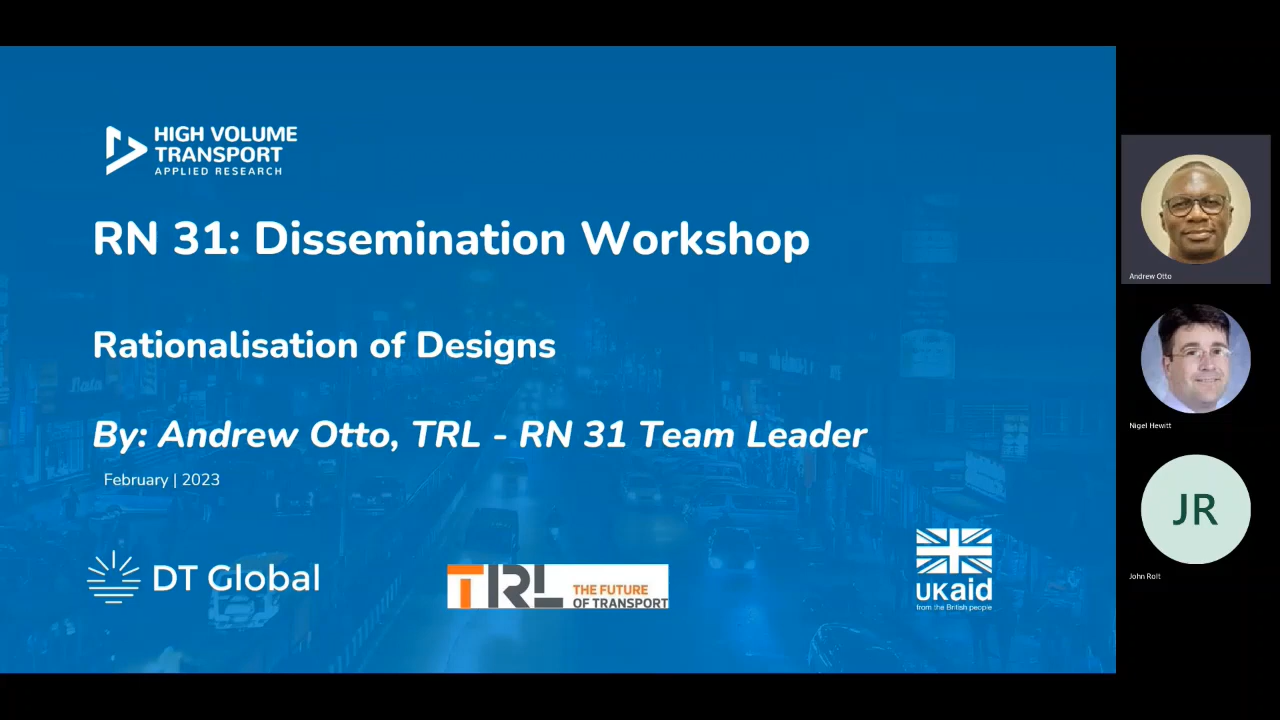 HIGH VOLUME
TRANSPORT
APPLIED RESEARCH
RN 31: Dissemination Workshop
Rationalisation of Designs
By: Andrew Otto, TRL - RN 31 Team Leader
February | 2023
DT Global
TRL
THE FUTURE
OF TRANSPORT
UKaid
from the British people
Andrew Otto
Nigel Hewitt
JR
John Rolt